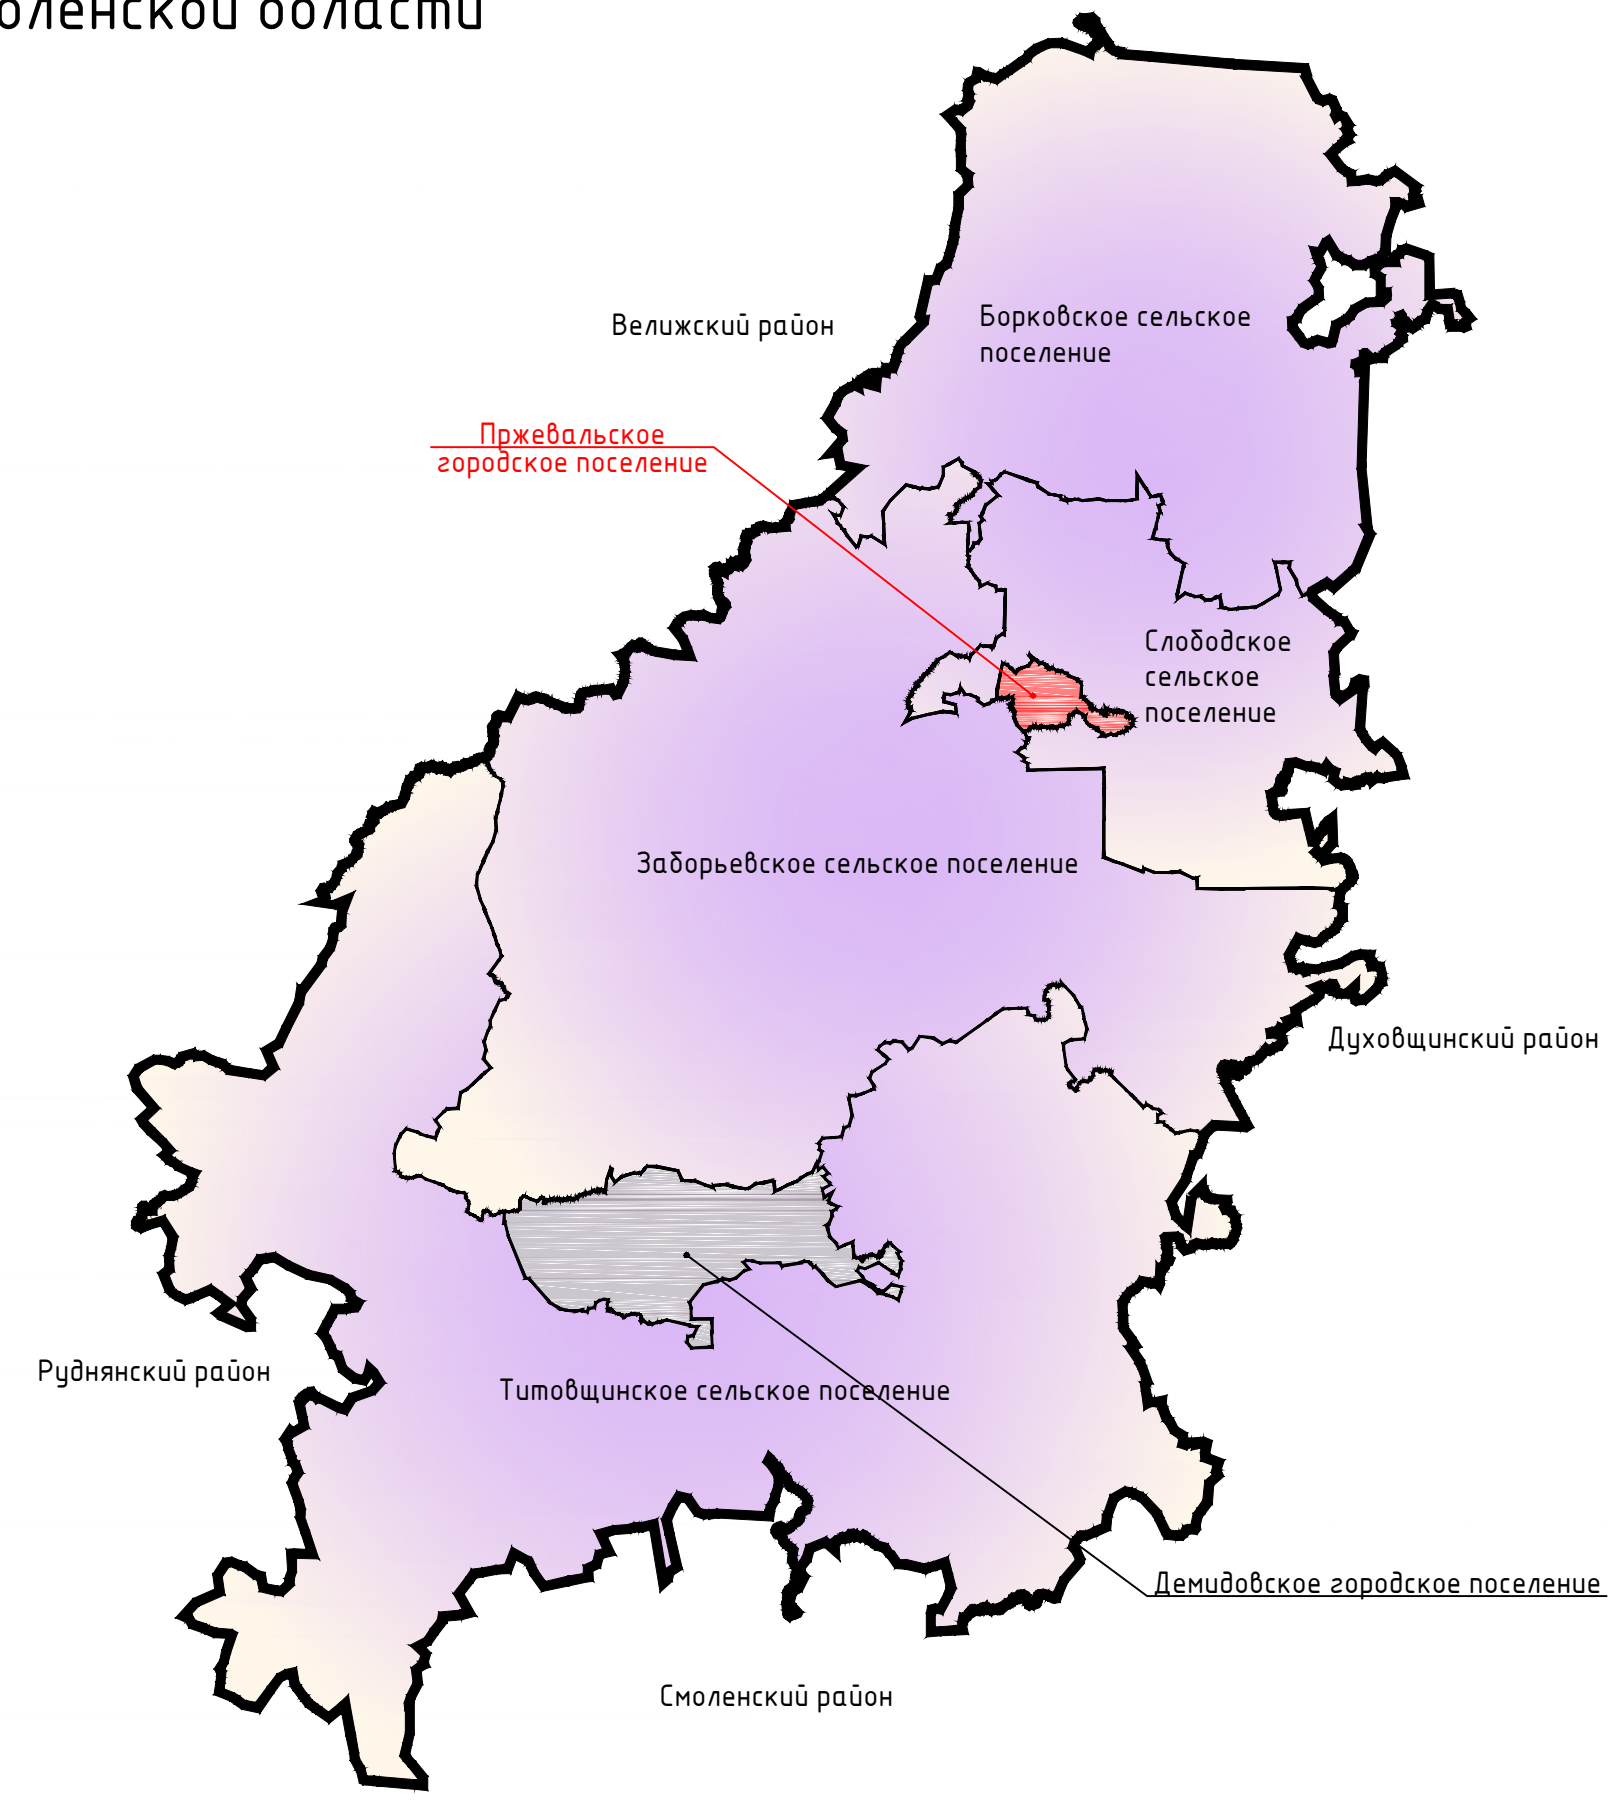 области
Велижский район
Борковское сельское
поселение
Пржевальское
городское поселение
Слободское
сельское
поселение
Заборьевское сельское поселение
Духовщинский район
Руднянский район
Титовщинское сельское поселение
Демидовское городское поселение
Смоленский район